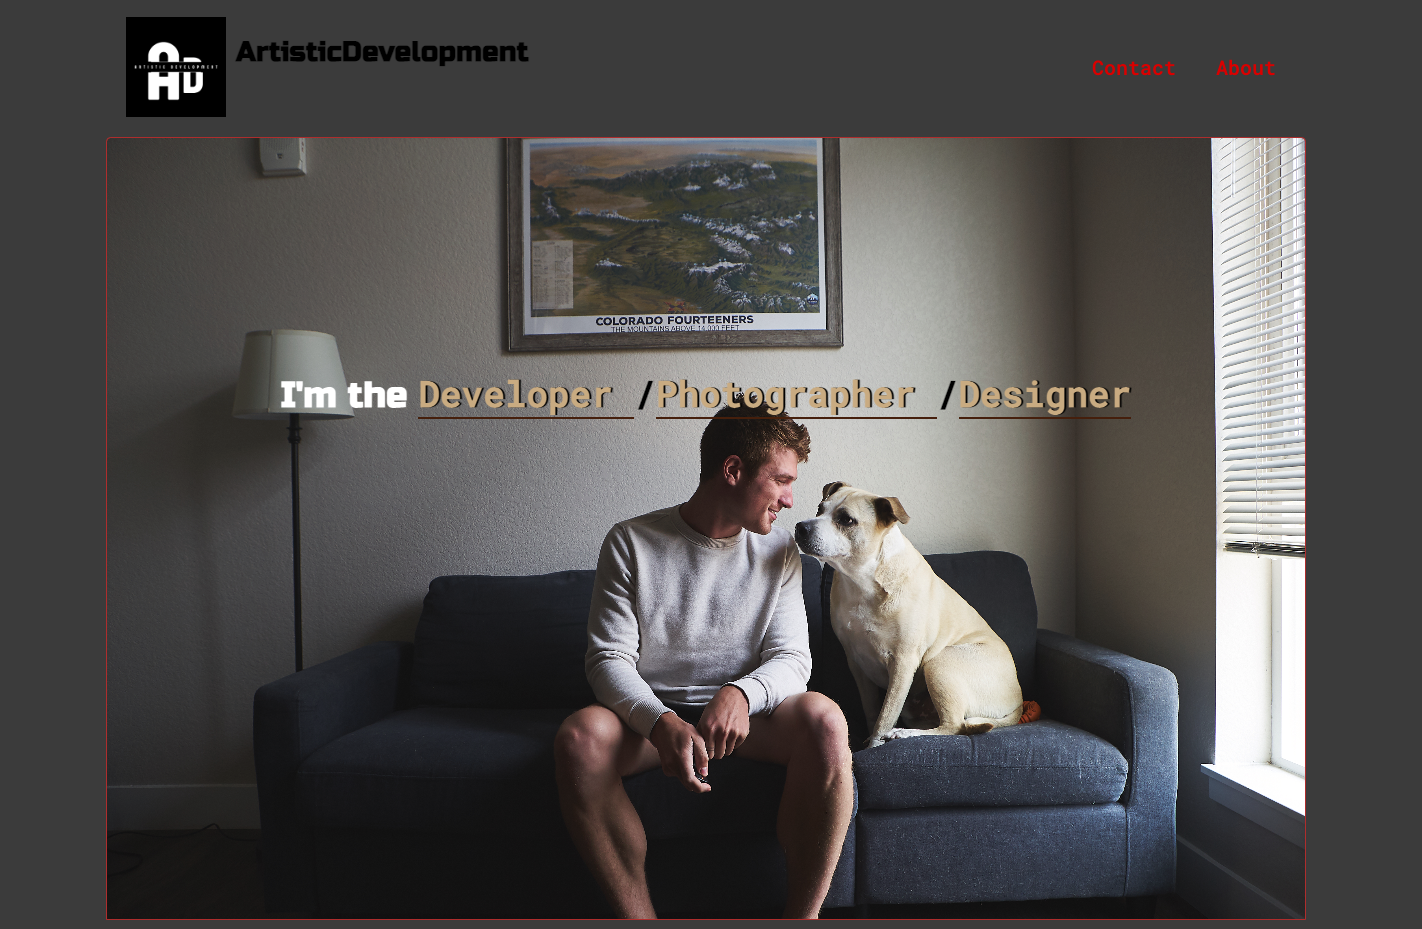 ARTISTIC DEVELOPMENT
AD
ArtisticDevelopment
Contact About
COLORADO FOURTEENERS
THE MOUNTAINS ABOVE 14,000 FEET
I'm the Developer /Photographer /Designer